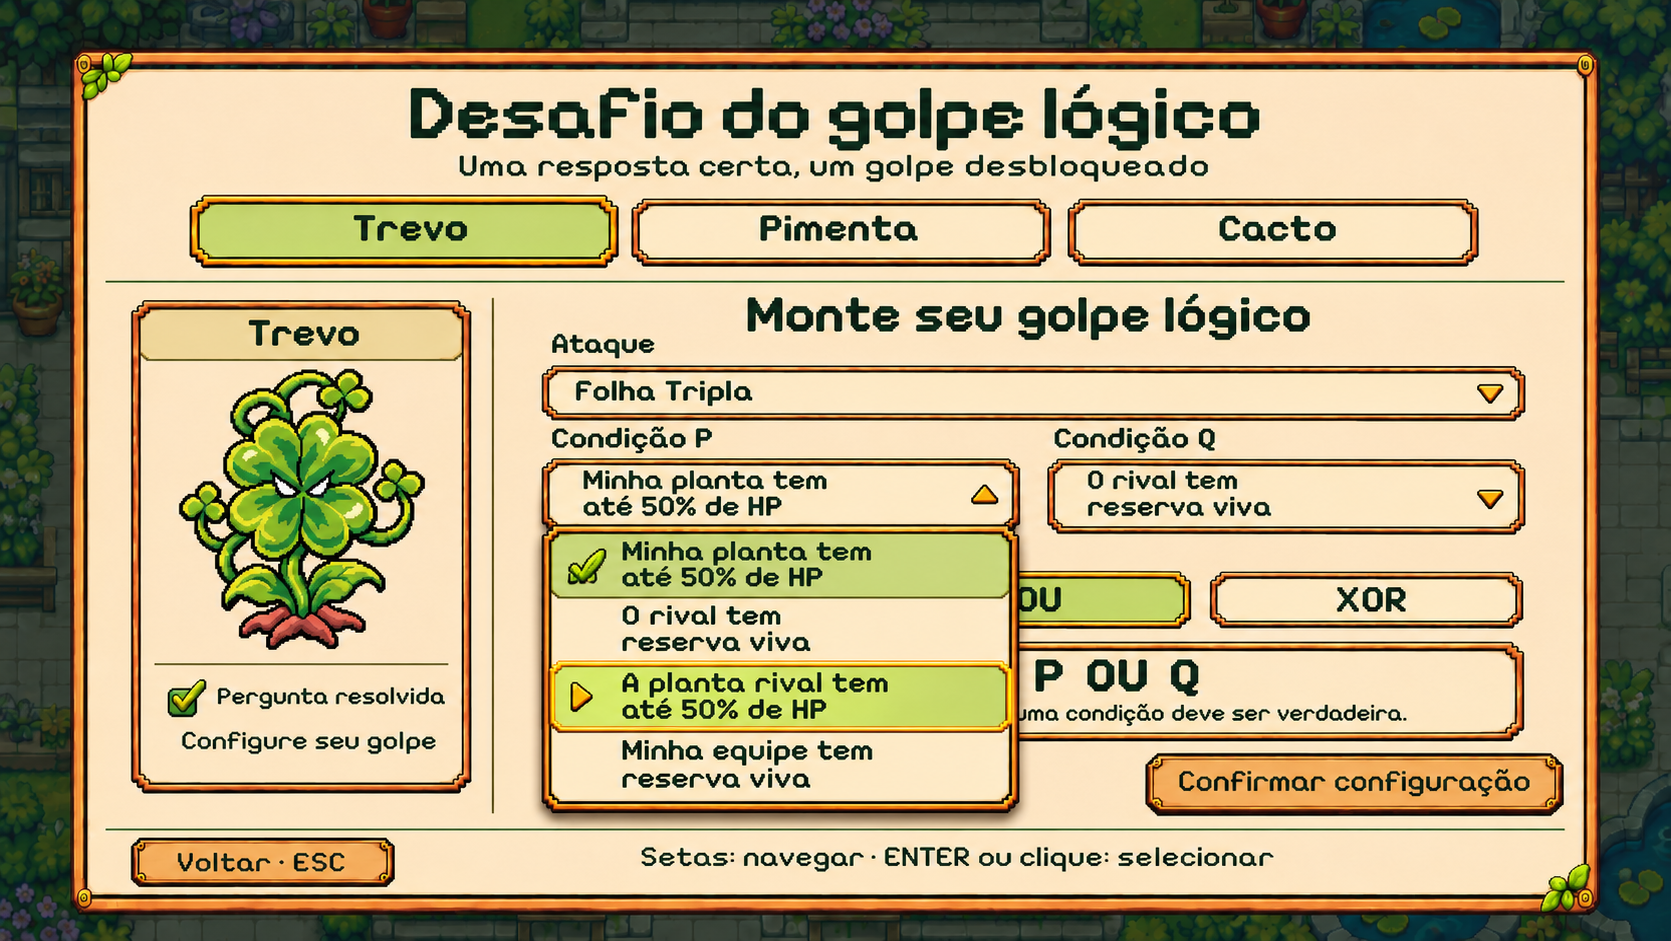 Desafio do golpe lógico
Uma resposta certa, um golpe desbloqueado
Trevo
Pimenta
Cacto
Trevo
Pergunta resolvida
Configure seu golpe
Monte seu golpe lógico
Ataque
Folha Tripla
Condição P
Condição Q
Minha planta tem
até 50% de HP
O rival tem
reserva viva
Minha planta tem
até 50% de HP
O rival tem
reserva viva
A planta rival tem
até 50% de HP
Minha equipe tem
reserva viva
OU
XOR
P OU Q
uma condição deve ser verdadeira.
Confirmar configuração
Voltar · ESC
Setas: navegar · ENTER ou clique: selecionar